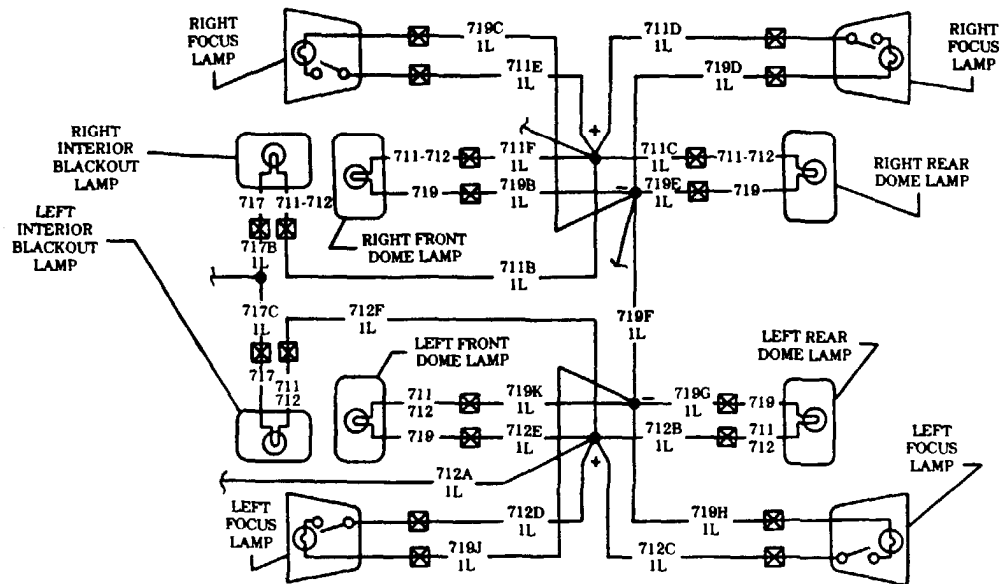 RIGHT
FOCUS
LAMP
719C
1L
711D
1L
RIGHT
FOCUS
LAMP
711E
1L
719D
1L
RIGHT
INTERIOR
BLACKOUT
LAMP
+
711-712
711F
1L
711C
1L
711-712
719
719B
1L
−
719E
1L
719
RIGHT REAR
DOME LAMP
717
711-712
LEFT
INTERIOR
BLACKOUT
LAMP
RIGHT FRONT
DOME LAMP
717B
1L
711B
1L
717C
1L
712F
1L
719F
1L
LEFT FRONT
DOME LAMP
LEFT REAR
DOME LAMP
717
711
712
711
712
719K
1L
−
719G
1L
719
719
712E
1L
712B
1L
711
712
+
LEFT
FOCUS
LAMP
712A
1L
LEFT
FOCUS
LAMP
712D
1L
719H
1L
719J
1L
712C
1L